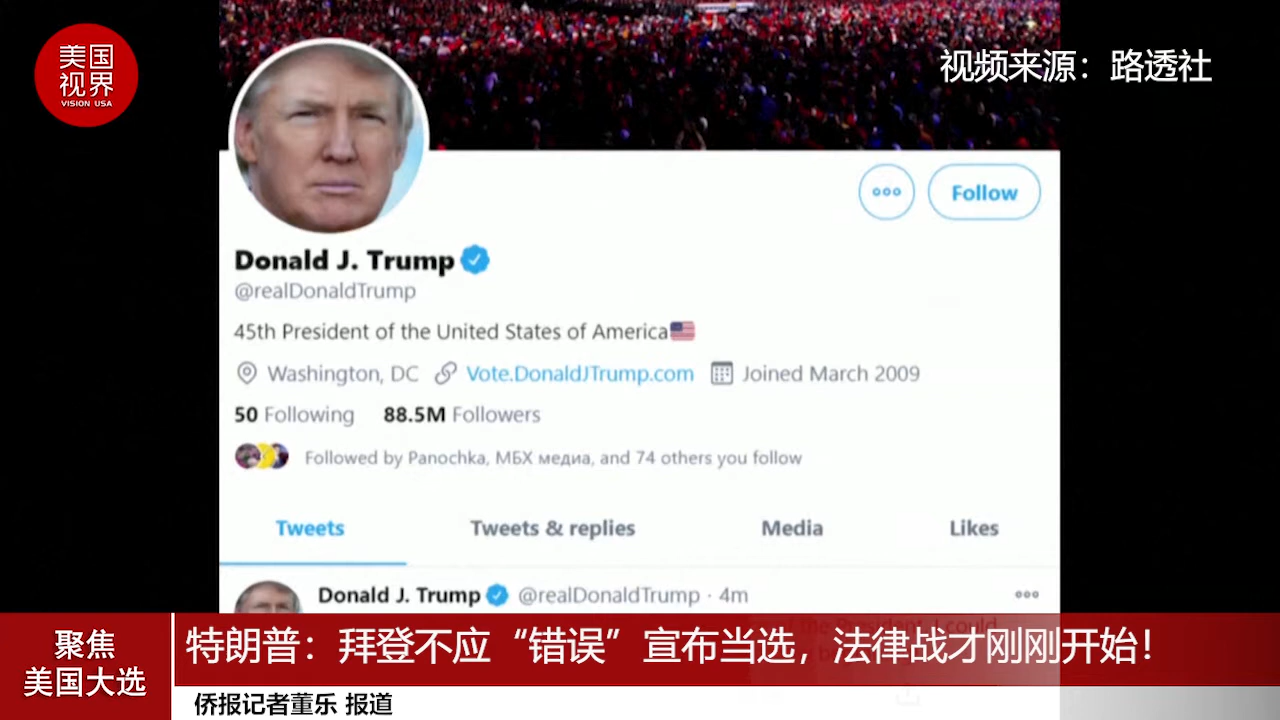 美国
视界
VISION USA
视频来源：路透社
Follow
Donald J. Trump
@realDonaldTrump
45th President of the United States of America
Washington, DC Vote.DonaldJTrump.com Joined March 2009
50 Following 88.5M Followers
Followed by Panochka, МБХ медиа, and 74 others you follow
Tweets Tweets & replies Media Likes
Donald J. Trump @realDonaldTrump · 4m
the President. I could
聚焦
美国大选
特朗普：拜登不应“错误”宣布当选，法律战才刚刚开始！
侨报记者董乐 报道